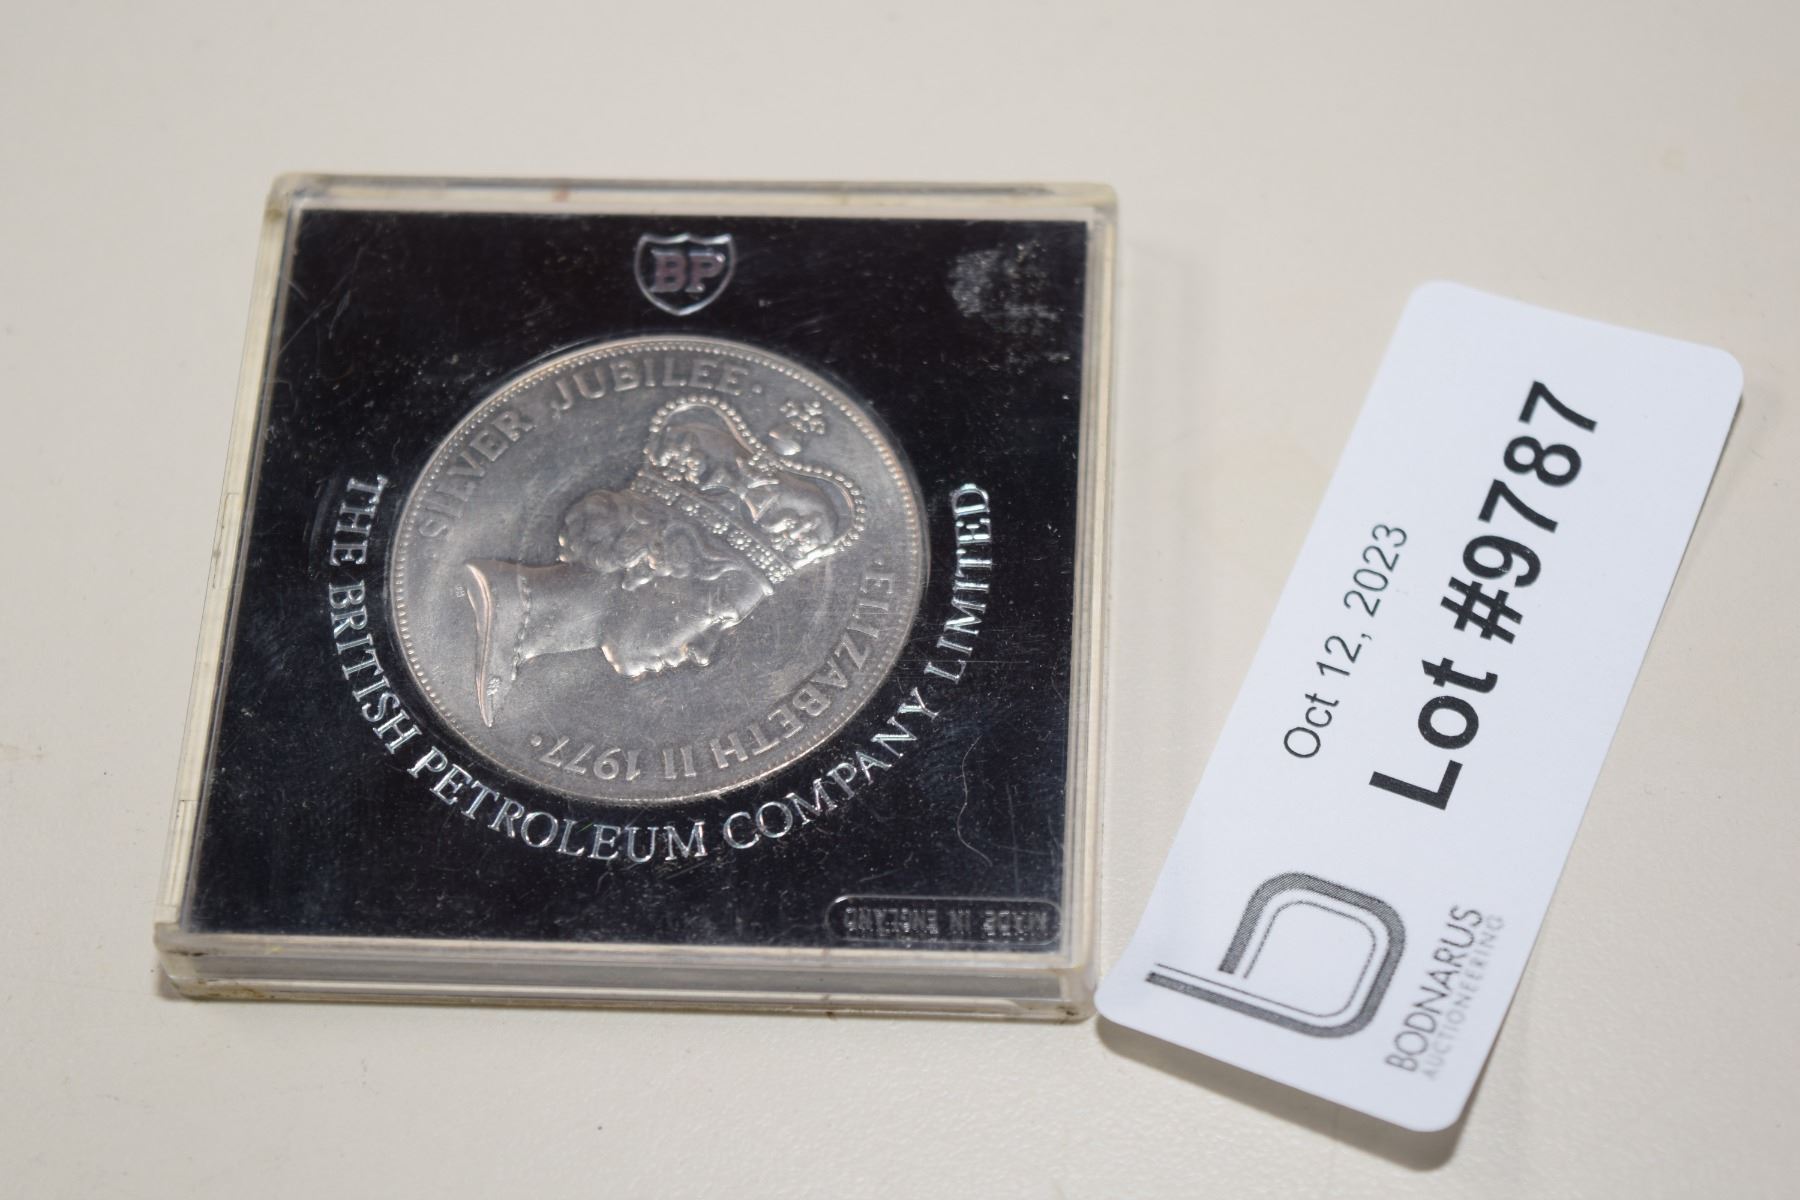 BP
SILVER JUBILEE · ELIZABETH II 1977 ·
THE BRITISH PETROLEUM COMPANY LIMITED
MADE IN ENGLAND
Oct 12, 2023
Lot #9787
BODNARUS
AUCTIONEERING